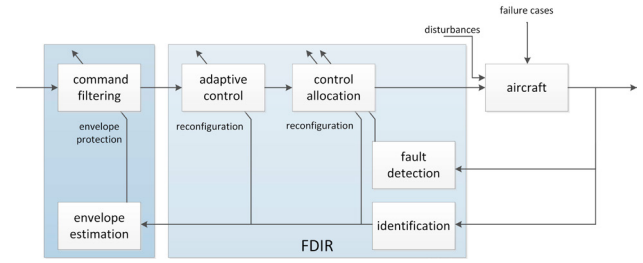 failure cases
disturbances
command
filtering
adaptive
control
control
allocation
aircraft
envelope
protection
reconfiguration
reconfiguration
fault
detection
envelope
estimation
identification
FDIR